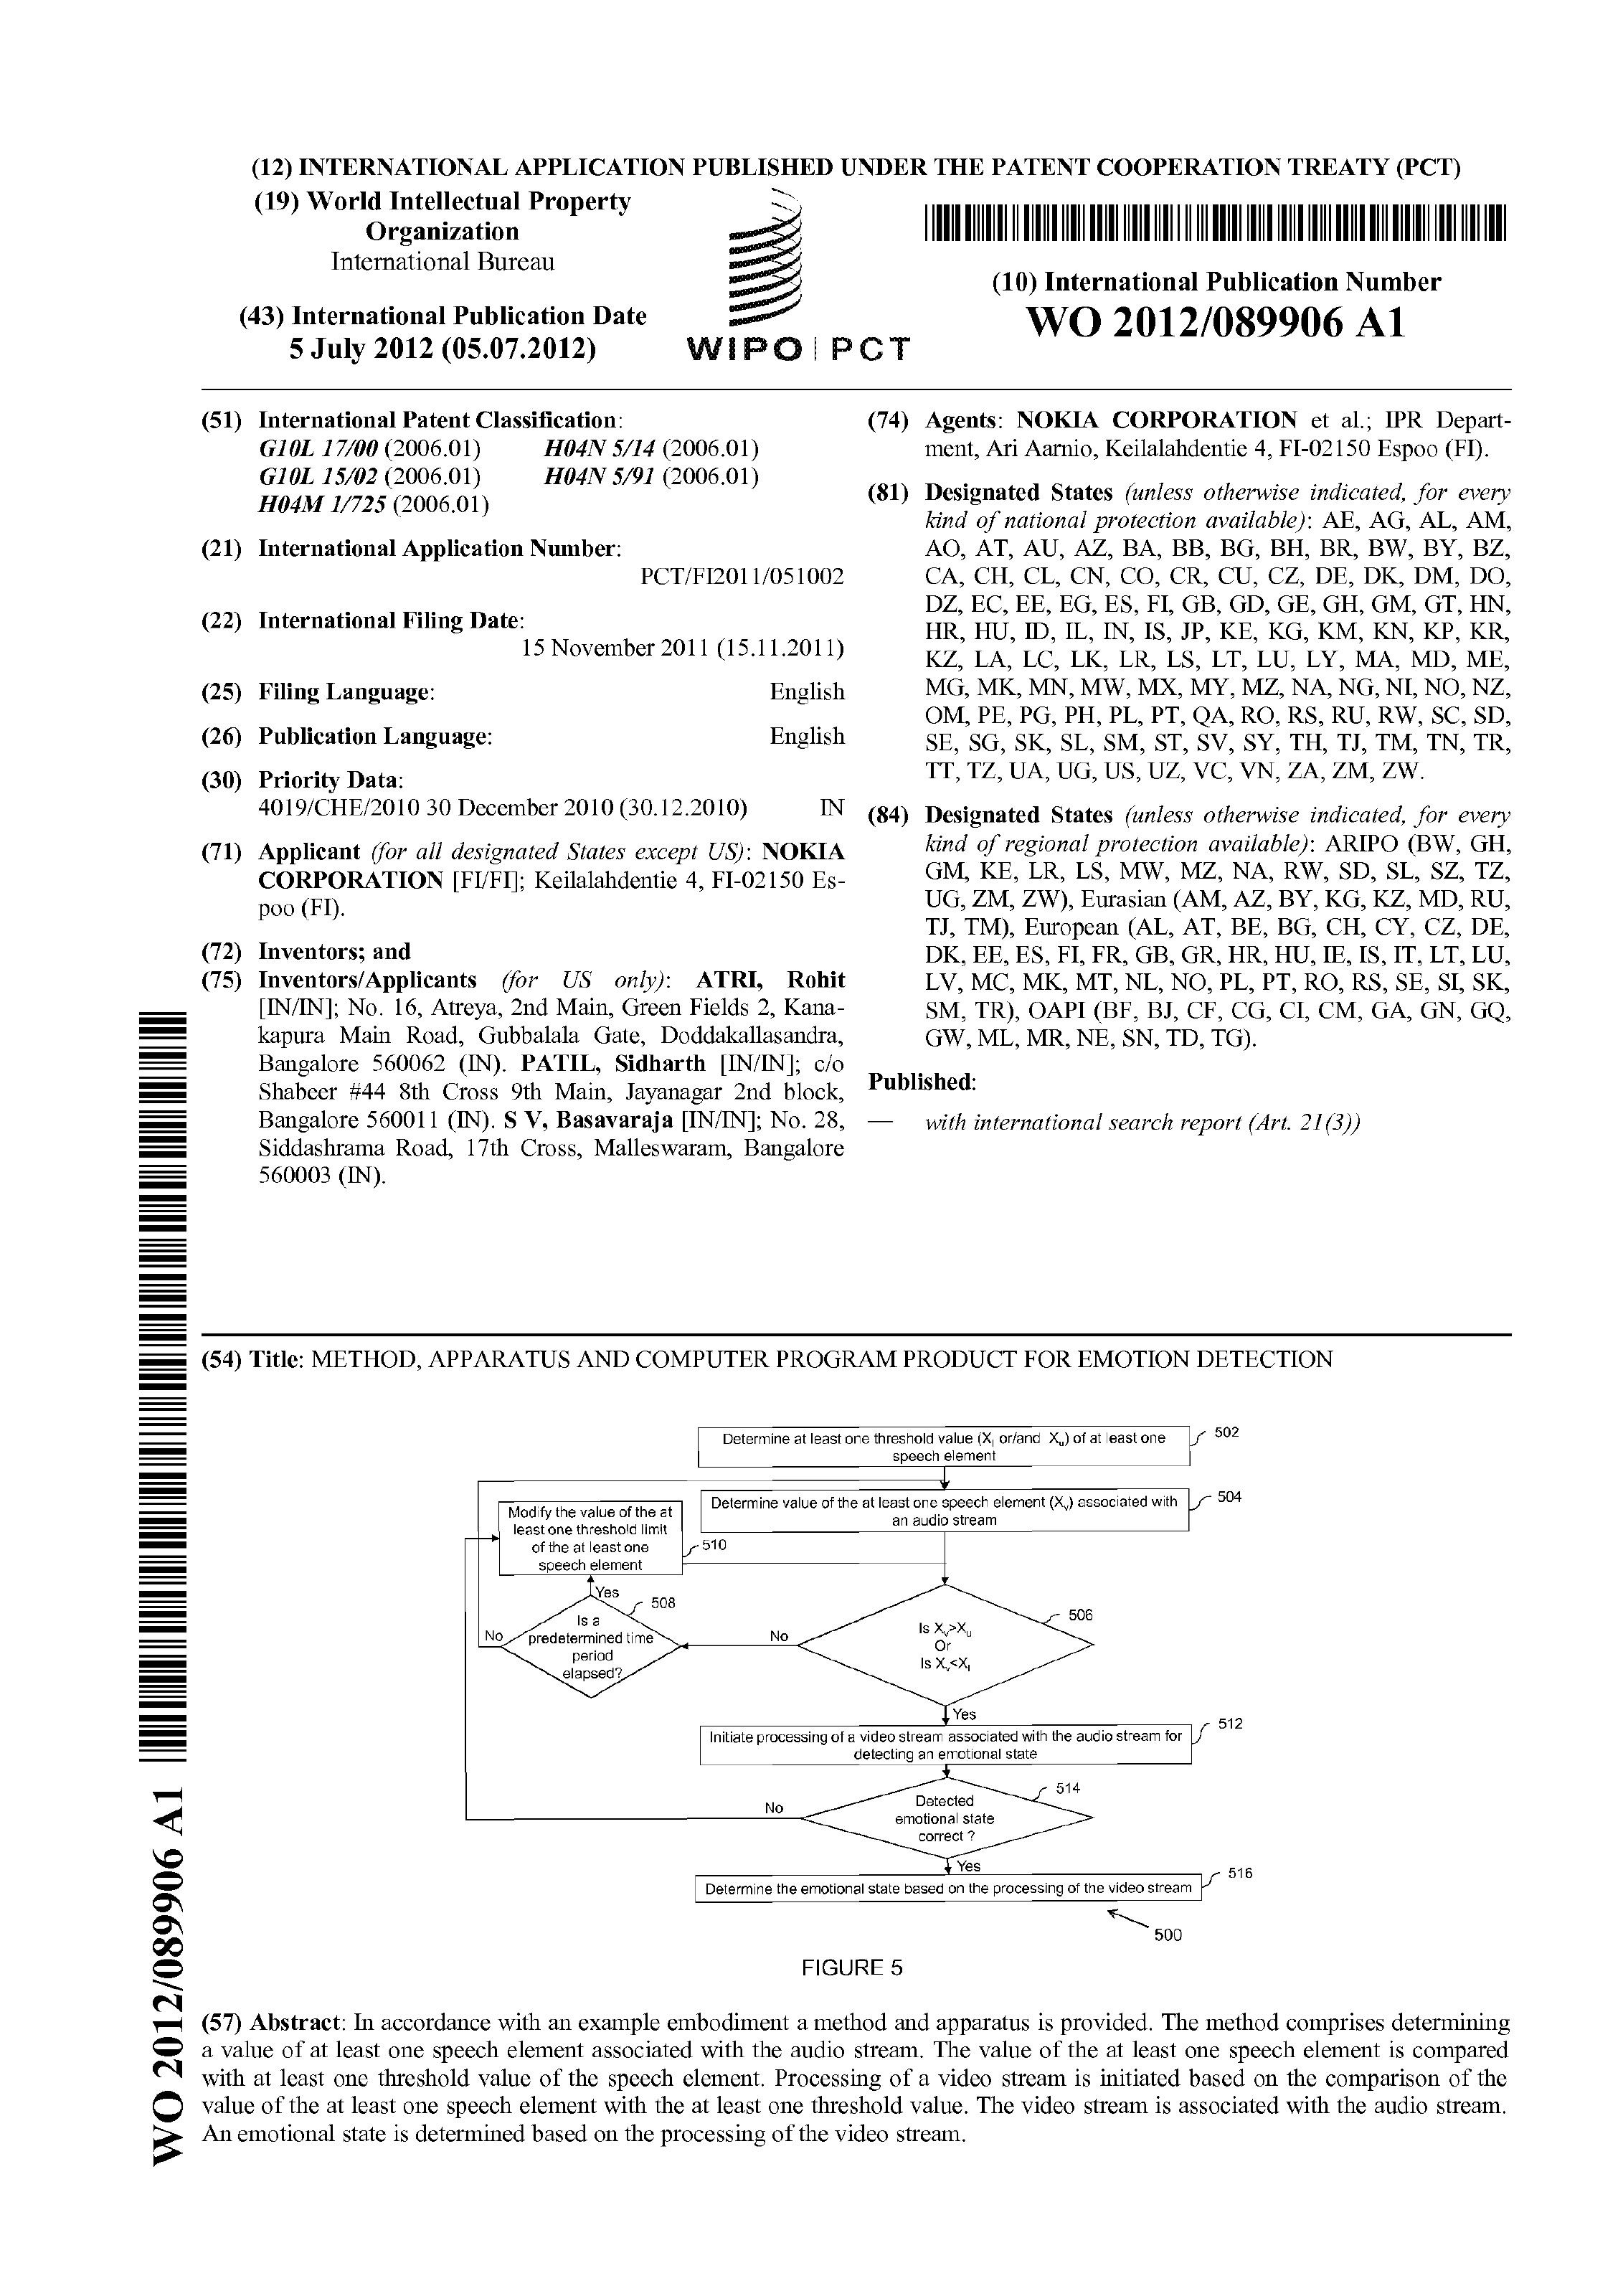 (12) INTERNATIONAL APPLICATION PUBLISHED UNDER THE PATENT COOPERATION TREATY (PCT)
(19) World Intellectual Property
Organization
International Bureau
(43) International Publication Date
5 July 2012 (05.07.2012)
WIPO | PCT
(10) International Publication Number
WO 2012/089906 A1
(51) International Patent Classification:
G10L 17/00 (2006.01) H04N 5/14 (2006.01)
G10L 15/02 (2006.01) H04N 5/91 (2006.01)
H04M 1/725 (2006.01)
(21) International Application Number:
PCT/FI2011/051002
(22) International Filing Date:
15 November 2011 (15.11.2011)
(25) Filing Language: English
(26) Publication Language: English
(30) Priority Data:
4019/CHE/2010 30 December 2010 (30.12.2010) IN
(71) Applicant (for all designated States except US): NOKIA
CORPORATION [FI/FI]; Keilalahdentie 4, FI-02150 Es-
poo (FI).
(72) Inventors; and
(75) Inventors/Applicants (for US only): ATRI, Rohit
[IN/IN]; No. 16, Atreya, 2nd Main, Green Fields 2, Kana-
kapura Main Road, Gubbalala Gate, Doddakallasandra,
Bangalore 560062 (IN). PATIL, Sidharth [IN/IN]; c/o
Shabeer #44 8th Cross 9th Main, Jayanagar 2nd block,
Bangalore 560011 (IN). S V, Basavaraja [IN/IN]; No. 28,
Siddashrama Road, 17th Cross, Malleswaram, Bangalore
560003 (IN).
(74) Agents: NOKIA CORPORATION et al.; IPR Depart-
ment, Ari Aarnio, Keilalahdentie 4, FI-02150 Espoo (FI).
(81) Designated States (unless otherwise indicated, for every
kind of national protection available): AE, AG, AL, AM,
AO, AT, AU, AZ, BA, BB, BG, BH, BR, BW, BY, BZ,
CA, CH, CL, CN, CO, CR, CU, CZ, DE, DK, DM, DO,
DZ, EC, EE, EG, ES, FI, GB, GD, GE, GH, GM, GT, HN,
HR, HU, ID, IL, IN, IS, JP, KE, KG, KM, KN, KP, KR,
KZ, LA, LC, LK, LR, LS, LT, LU, LY, MA, MD, ME,
MG, MK, MN, MW, MX, MY, MZ, NA, NG, NI, NO, NZ,
OM, PE, PG, PH, PL, PT, QA, RO, RS, RU, RW, SC, SD,
SE, SG, SK, SL, SM, ST, SV, SY, TH, TJ, TM, TN, TR,
TT, TZ, UA, UG, US, UZ, VC, VN, ZA, ZM, ZW.
(84) Designated States (unless otherwise indicated, for every
kind of regional protection available): ARIPO (BW, GH,
GM, KE, LR, LS, MW, MZ, NA, RW, SD, SL, SZ, TZ,
UG, ZM, ZW), Eurasian (AM, AZ, BY, KG, KZ, MD, RU,
TJ, TM), European (AL, AT, BE, BG, CH, CY, CZ, DE,
DK, EE, ES, FI, FR, GB, GR, HR, HU, IE, IS, IT, LT, LU,
LV, MC, MK, MT, NL, NO, PL, PT, RO, RS, SE, SI, SK,
SM, TR), OAPI (BF, BJ, CF, CG, CI, CM, GA, GN, GQ,
GW, ML, MR, NE, SN, TD, TG).
Published:
— with international search report (Art. 21(3))
(54) Title: METHOD, APPARATUS AND COMPUTER PROGRAM PRODUCT FOR EMOTION DETECTION
Determine at least one threshold value (Xl or/and Xu) of at least one
speech element
502
Determine value of the at least one speech element (Xv) associated with
an audio stream
504
Modify the value of the at
least one threshold limit
of the at least one
speech element
510
Yes
508
Is a
predetermined time
period
elapsed?
No
No
506
Is Xv>Xu
Or
Is Xv<Xl
Yes
Initiate processing of a video stream associated with the audio stream for
detecting an emotional state
512
514
Detected
emotional state
correct ?
No
Yes
Determine the emotional state based on the processing of the video stream
516
500
FIGURE 5
(57) Abstract: In accordance with an example embodiment a method and apparatus is provided. The method comprises determining
a value of at least one speech element associated with the audio stream. The value of the at least one speech element is compared
with at least one threshold value of the speech element. Processing of a video stream is initiated based on the comparison of the
value of the at least one speech element with the at least one threshold value. The video stream is associated with the audio stream.
An emotional state is determined based on the processing of the video stream.
WO 2012/089906 A1